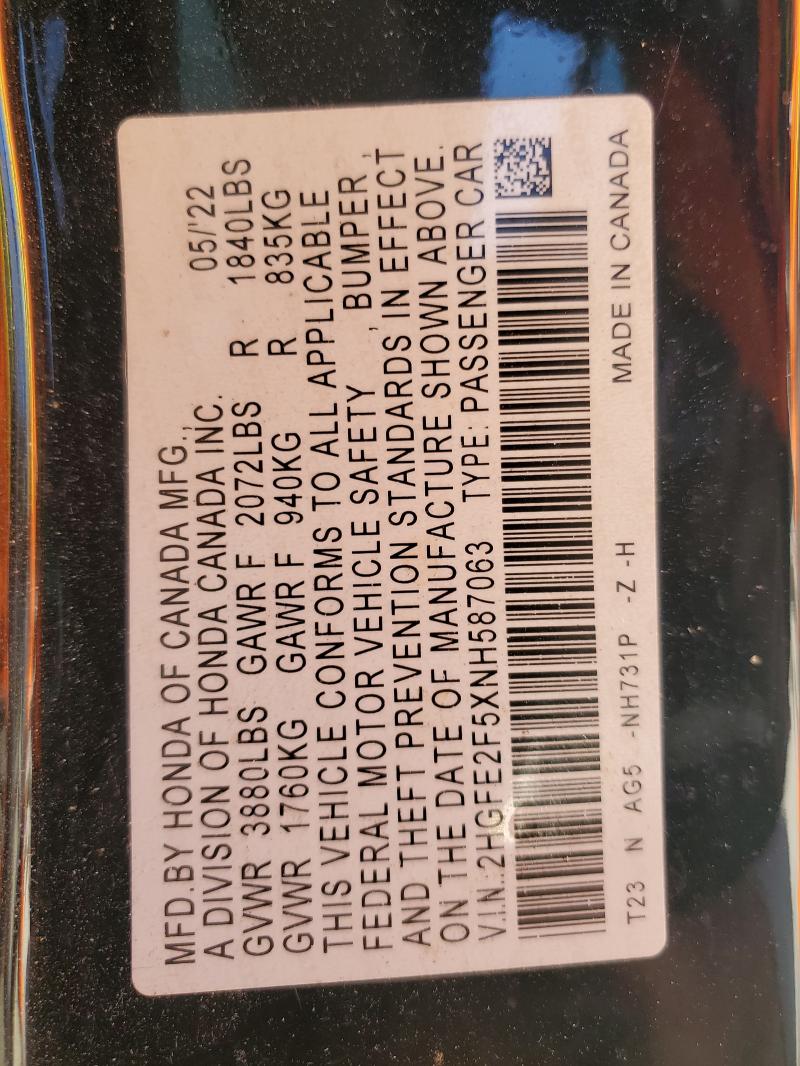 MFD.BY HONDA OF CANADA MFG., 05/'22
A DIVISION OF HONDA CANADA INC.
GVWR 3880LBS GAWR F 2072LBS R 1840LBS
GVWR 1760KG GAWR F 940KG R 835KG
THIS VEHICLE CONFORMS TO ALL APPLICABLE
FEDERAL MOTOR VEHICLE SAFETY , BUMPER ,
AND THEFT PREVENTION STANDARDS IN EFFECT
ON THE DATE OF MANUFACTURE SHOWN ABOVE.
V.I.N.:2HGFE2F5XNH587063 TYPE: PASSENGER CAR
T23 N AG5 -NH731P -Z -H MADE IN CANADA